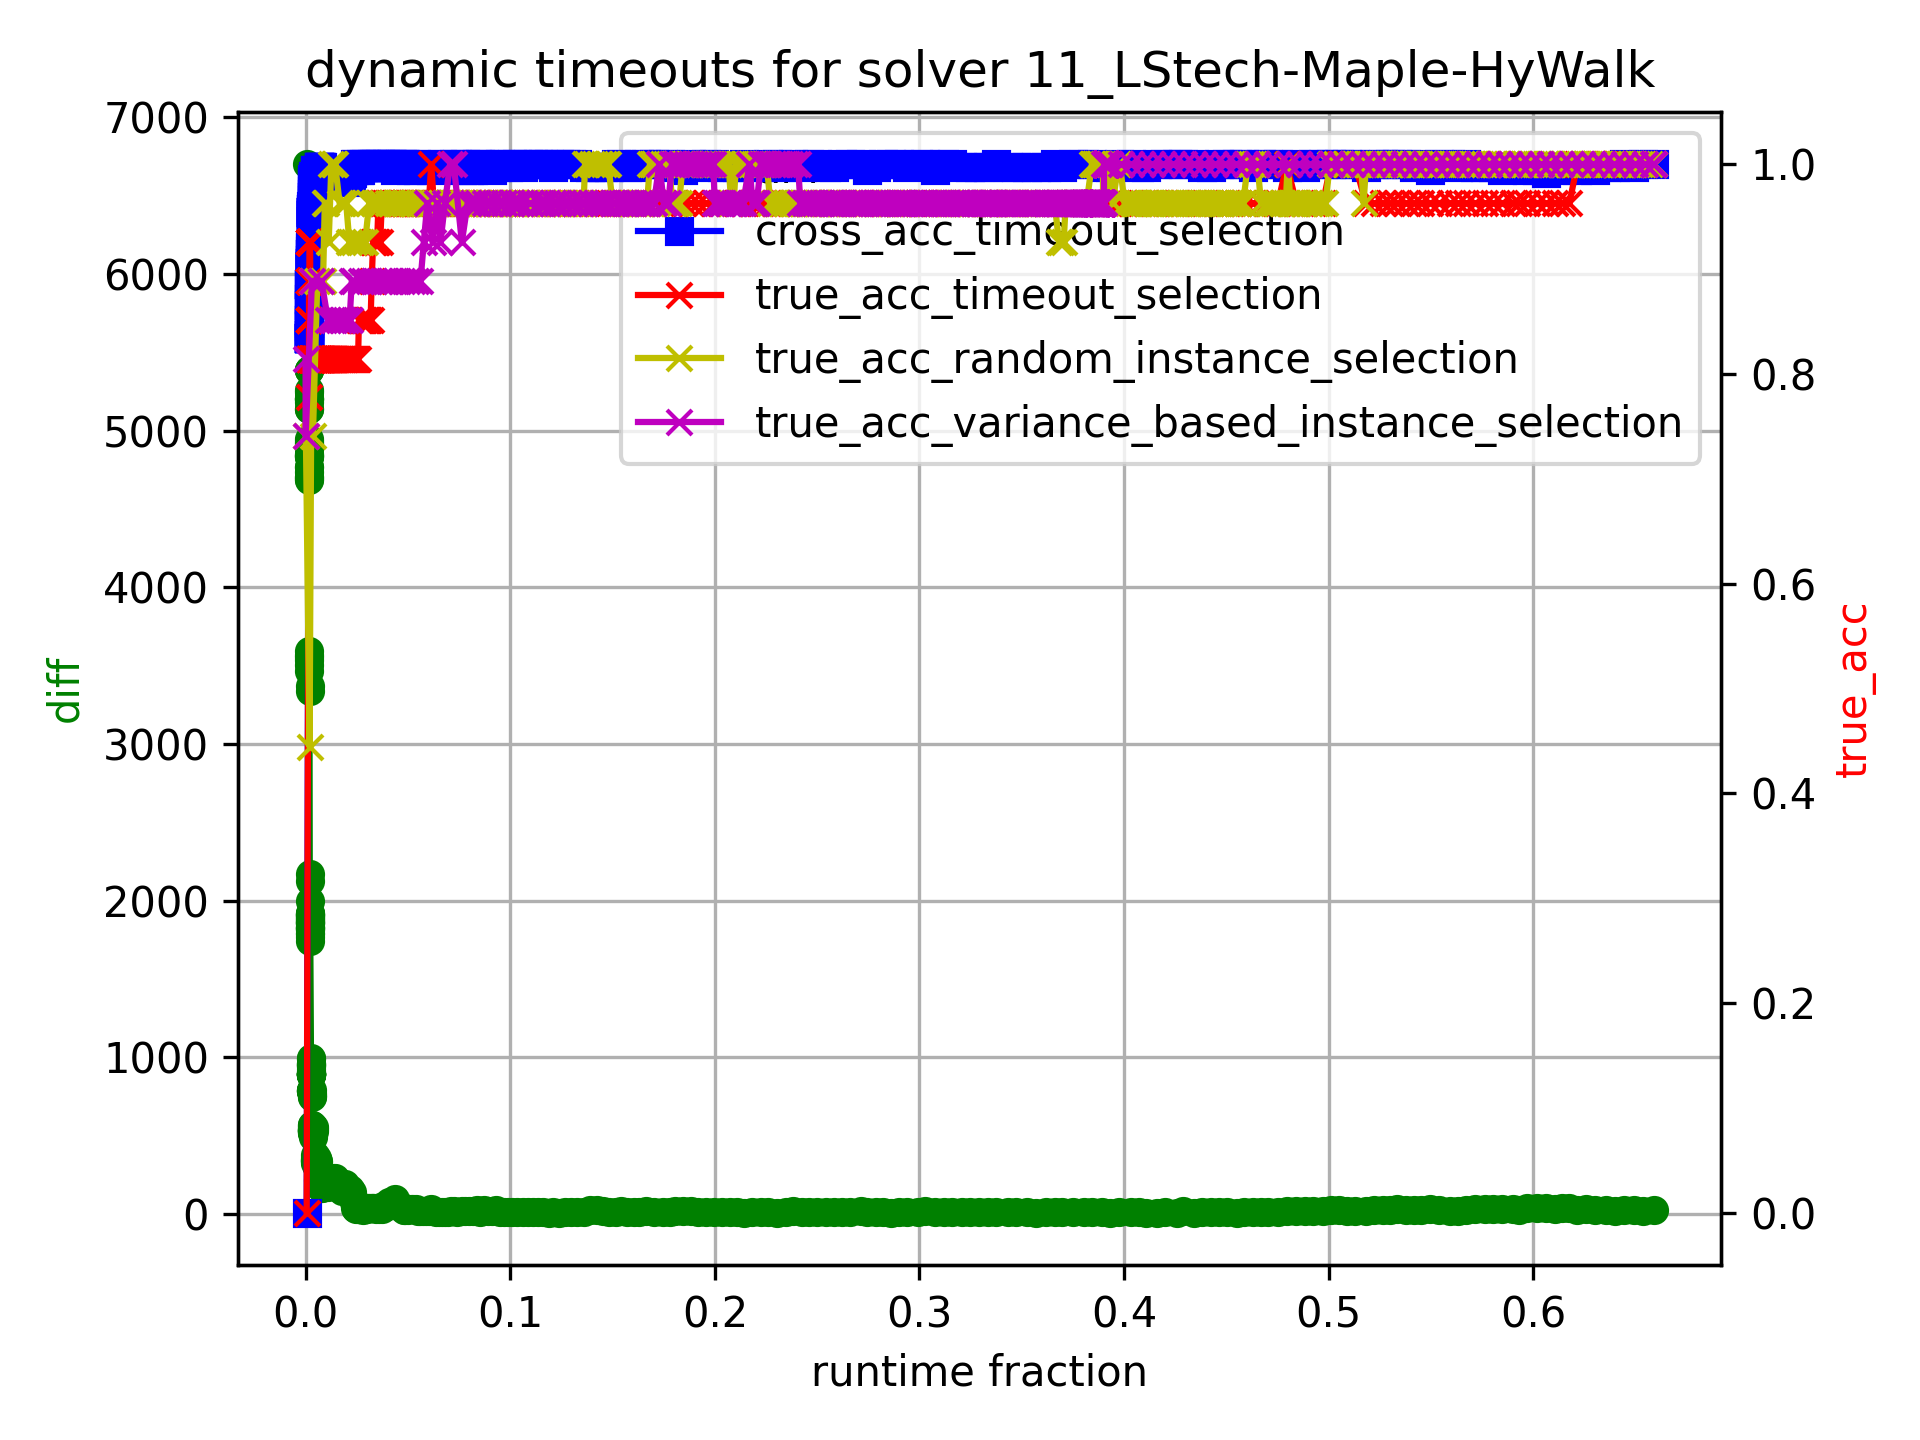 dynamic timeouts for solver 11_LStech-Maple-HyWalk
7000
6000
5000
4000
3000
2000
1000
0
diff
cross_acc_timeout_selection
true_acc_timeout_selection
true_acc_random_instance_selection
true_acc_variance_based_instance_selection
1.0
0.8
0.6
0.4
0.2
0.0
true_acc
0.0 0.1 0.2 0.3 0.4 0.5 0.6
runtime fraction